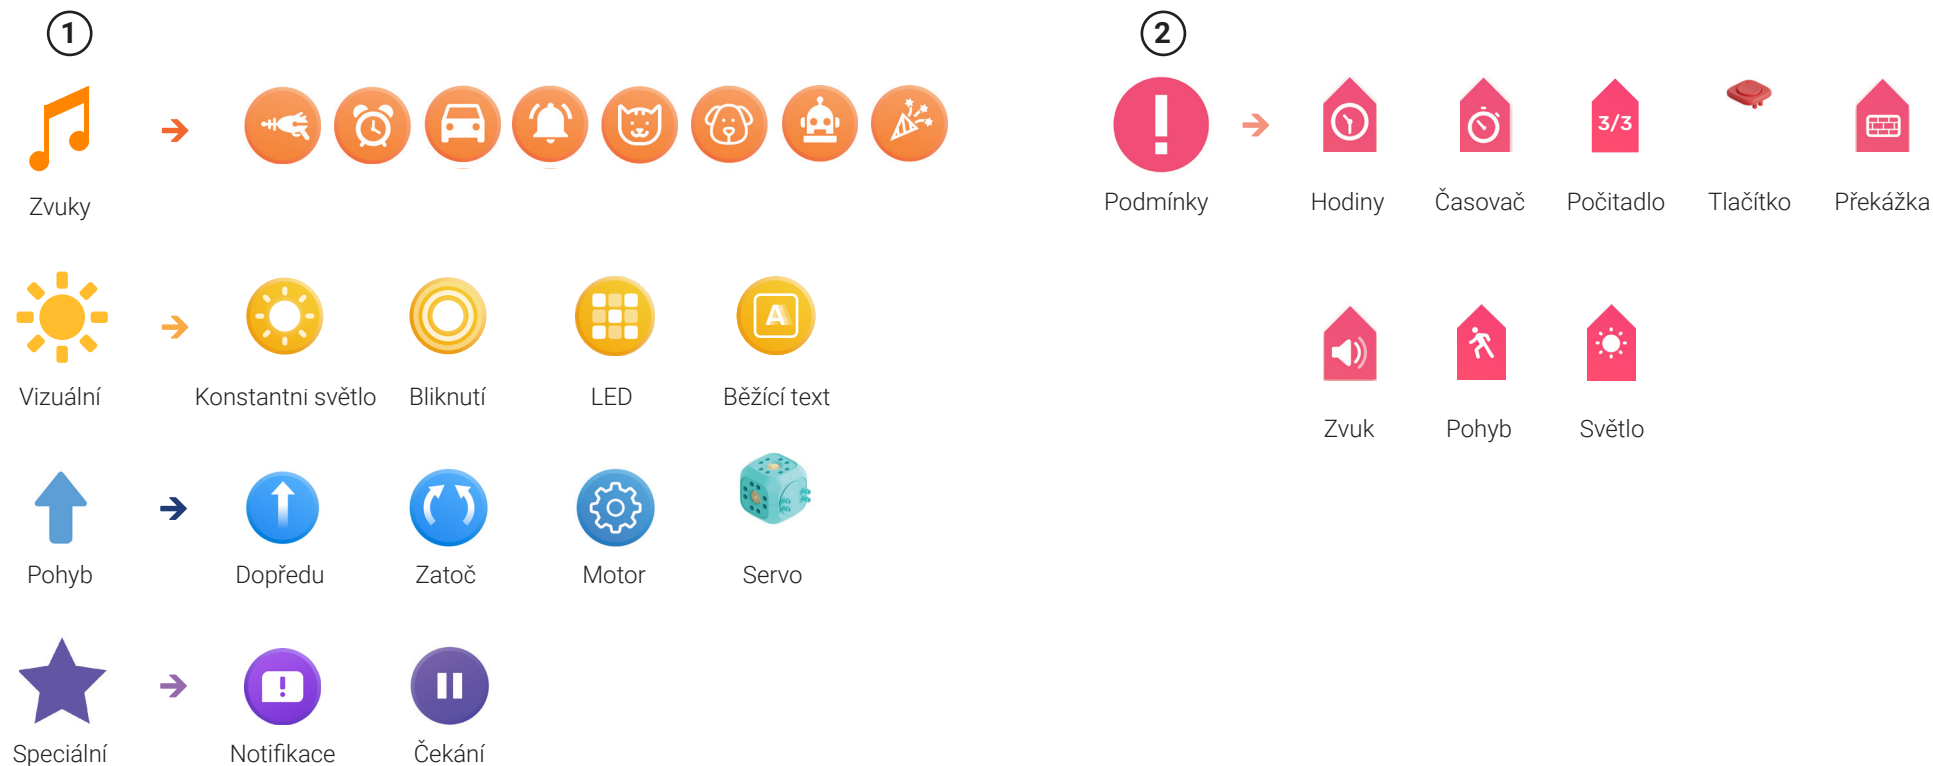 1
Zvuky
Vizuální
Konstantni světlo
Bliknutí
LED
A
Běžící text
Pohyb
Dopředu
Zatoč
Motor
Servo
Speciální
!
Notifikace
Čekání
2
!
Podmínky
Hodiny
Časovač
3/3
Počitadlo
Tlačítko
Překážka
Zvuk
Pohyb
Světlo